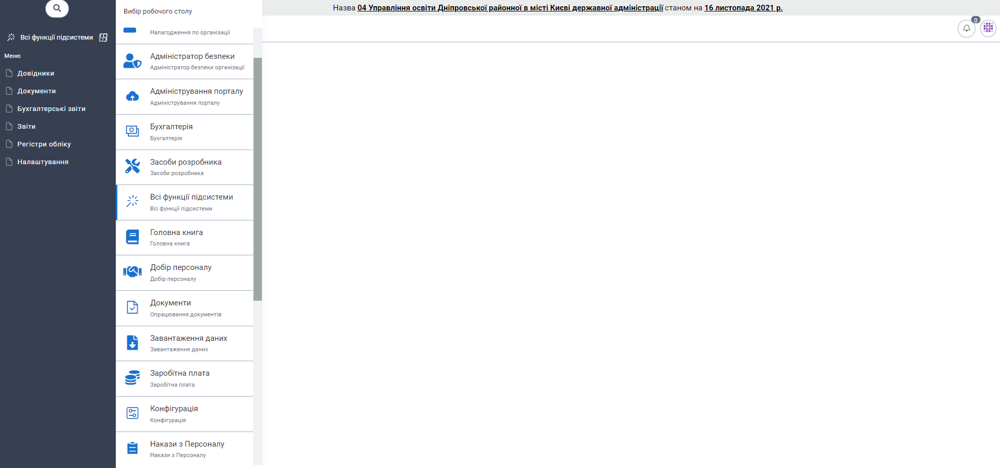 Назва 04 Управління освіти Дніпровської районної в місті Києві державної адміністрації станом на 16 листопада 2021 р.
0
Всі функції підсистеми
Меню
Довідники
Документи
Бухгалтерські звіти
Звіти
Регістри обліку
Налаштування
Вибір робочого столу
Налагодження по організації
Адміністратор безпеки
Адміністратор безпеки організації
Адміністрування порталу
Адміністрування порталу
Бухгалтерія
Бухгалтерія
Засоби розробника
Засоби розробника
Всі функції підсистеми
Всі функції підсистеми
Головна книга
Головна книга
Добір персоналу
Добір персоналу
Документи
Опрацювання документів
Завантаження даних
Завантаження даних
Заробітна плата
Заробітна плата
Конфігурація
Конфігурація
Накази з Персоналу
Накази з Персоналу